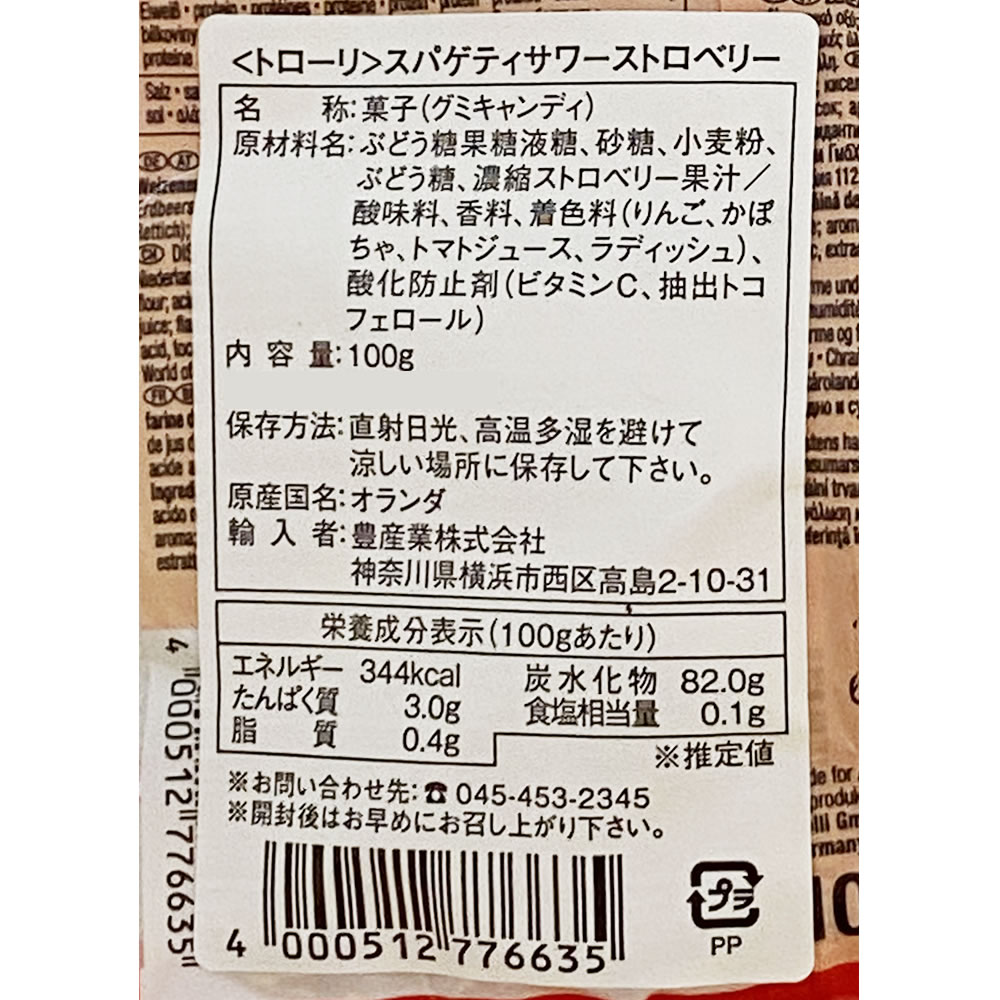 <トローリ>スパゲティサワーストロベリー
名　　称:菓子(グミキャンディ)
原材料名:ぶどう糖果糖液糖、砂糖、小麦粉、
ぶどう糖、濃縮ストロベリー果汁／
酸味料、香料、着色料(りんご、かぼ
ちゃ、トマトジュース、ラディッシュ)、
酸化防止剤(ビタミンC、抽出トコ
フェロール)
内 容 量:100g
保存方法:直射日光、高温多湿を避けて
涼しい場所に保存して下さい。
原産国名:オランダ
輸 入 者:豊産業株式会社
神奈川県横浜市西区高島2-10-31
栄養成分表示(100gあたり)
エネルギー 344kcal 炭水化物 82.0g
たんぱく質 3.0g 食塩相当量 0.1g
脂　　質 0.4g
※推定値
※お問い合わせ先:☎045-453-2345
※開封後はお早めにお召し上がり下さい。
4 000512 776635
プラ
PP
4 000512 776635